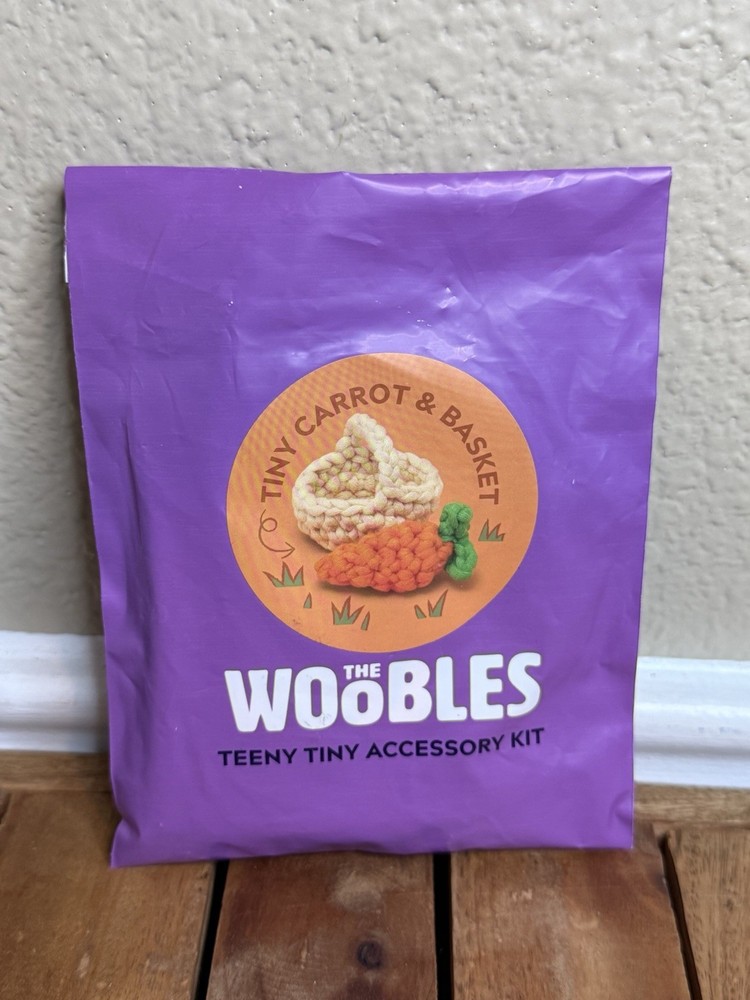 TINY CARROT & BASKET
THE
WOOBLES
TEENY TINY ACCESSORY KIT